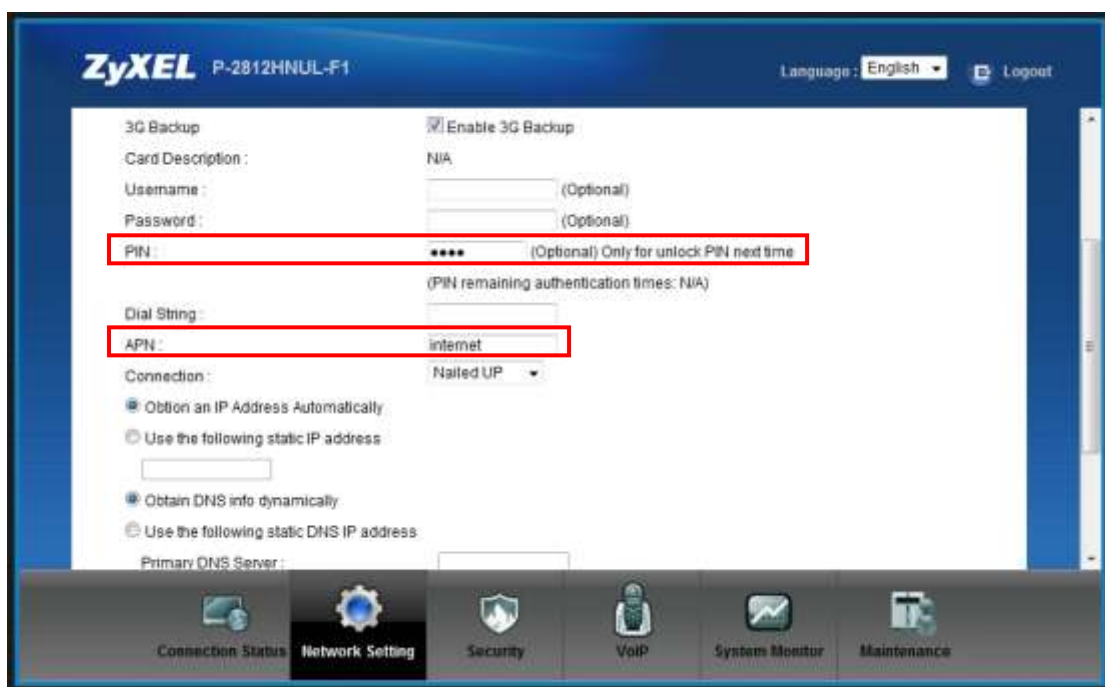 ZyXEL P-2812HNUL-F1 Language : English Logout
3G Backup Enable 3G Backup
Card Description : N/A
Username : (Optional)
Password : (Optional)
PIN : •••• (Optional) Only for unlock PIN next time
(PIN remaining authentication times: N/A)
Dial String :
APN : internet
Connection : Nailed UP
Obtion an IP Address Automatically
Use the following static IP address
Obtain DNS info dynamically
Use the following static DNS IP address
Primary DNS Server :
Connection Status Network Setting Security VoIP System Monitor Maintenance